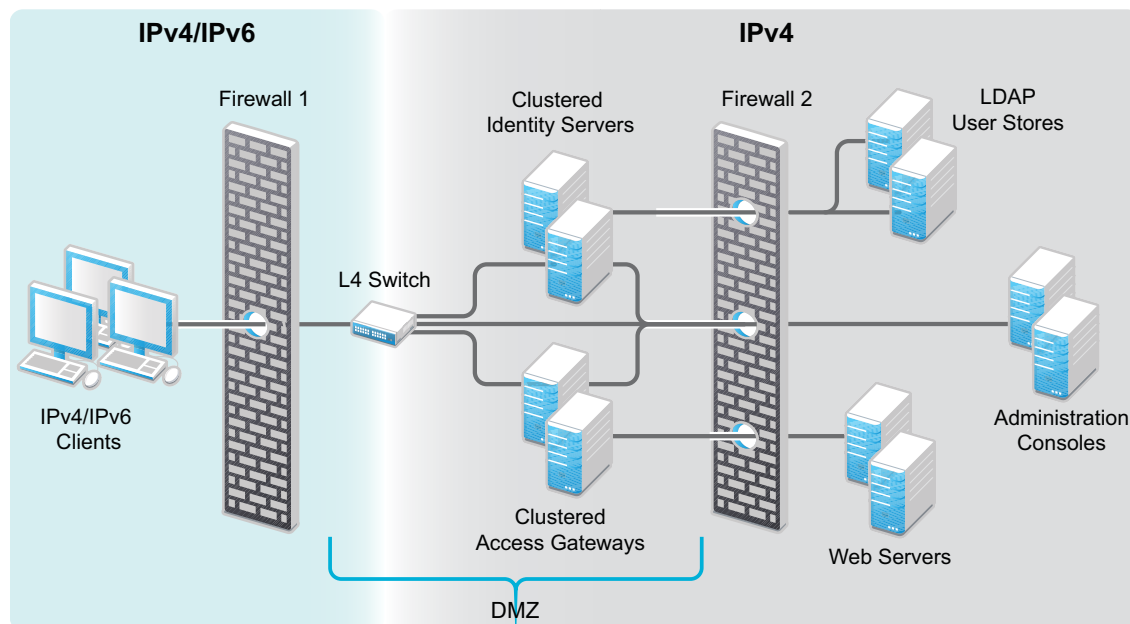 IPv4/IPv6
IPv4
Firewall 1
Clustered
Identity Servers
Firewall 2
LDAP
User Stores
L4 Switch
IPv4/IPv6
Clients
Administration
Consoles
Clustered
Access Gateways
Web Servers
DMZ